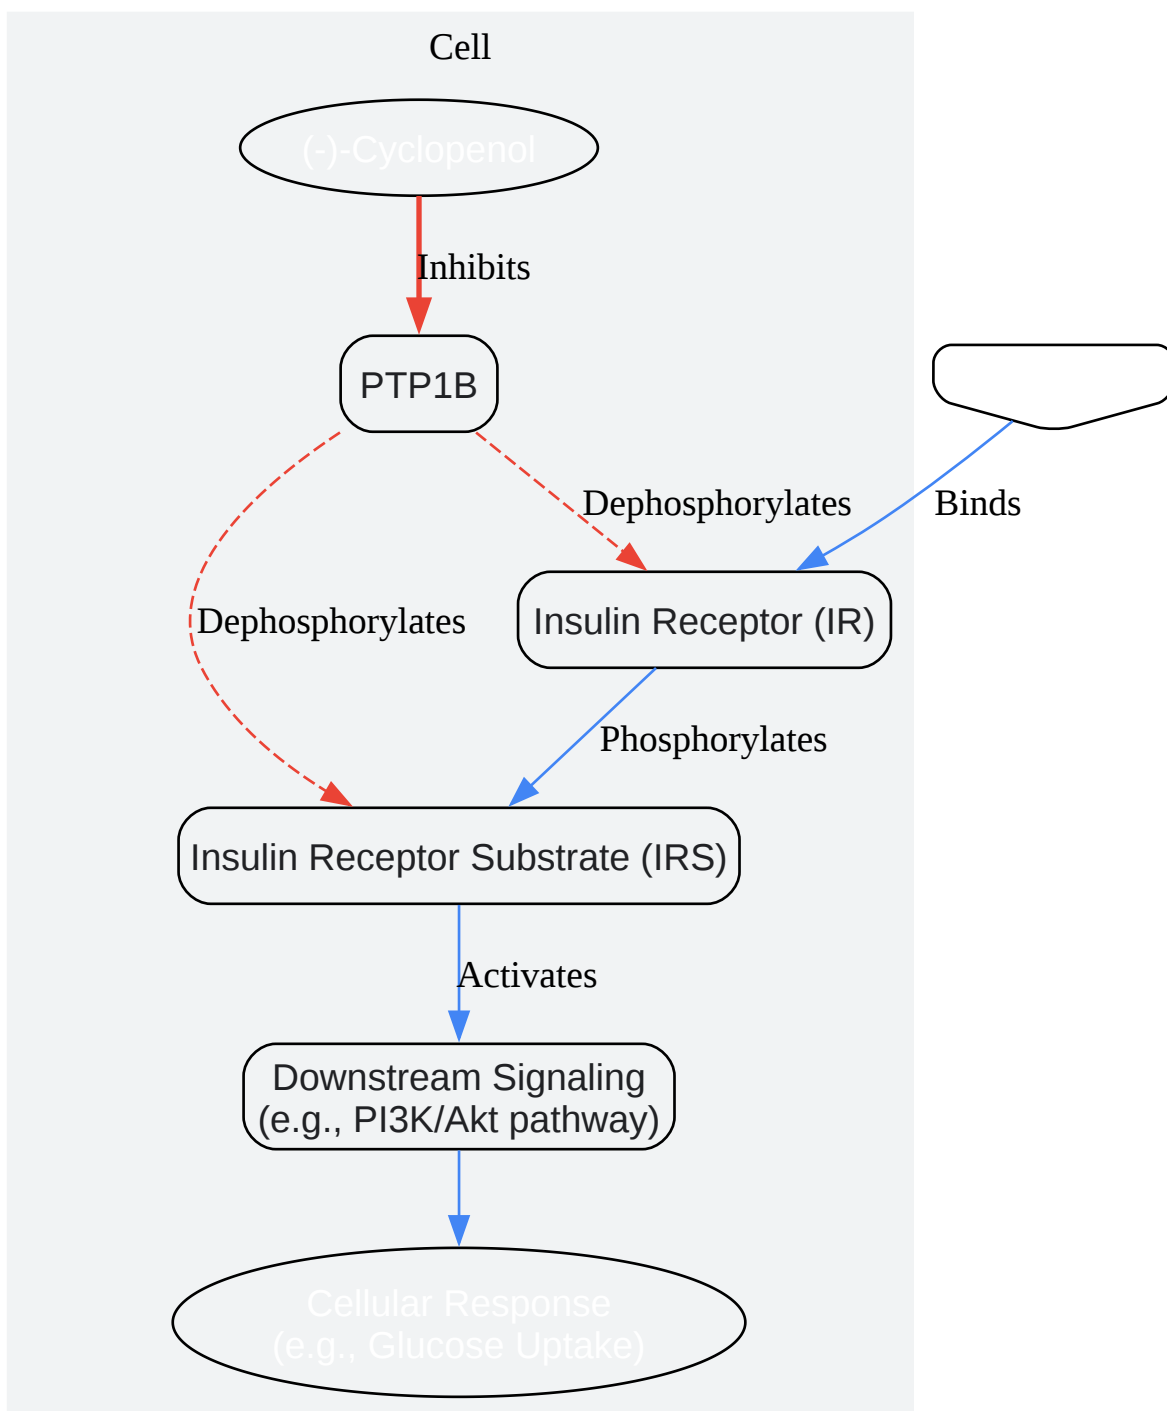 Cell
(-)-Cyclopenol
Inhibits
PTP1B
Dephosphorylates
Binds
Insulin Receptor (IR)
Dephosphorylates
Phosphorylates
Insulin Receptor Substrate (IRS)
Activates
Downstream Signaling
(e.g., PI3K/Akt pathway)
Cellular Response
(e.g., Glucose Uptake)